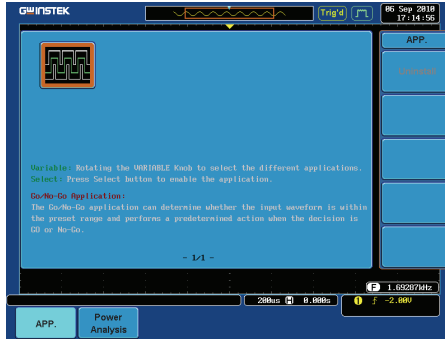 GWINSTEK
Trig'd
06 Sep 2010
17:14:56
APP.
Variable: Rotating the VARIABLE Knob to select the different applications.
Select: Press Select button to enable the application.
Go/No-Go Application:
The Go/No-Go application can determine whether the input waveform is within
the preset range and performs a predetermined action when the decision is
GO or No-Go.
- 1/1 -
F 1.69207kHz
200us H 0.000s
1 f -2.00V
APP.
Power
Analysis